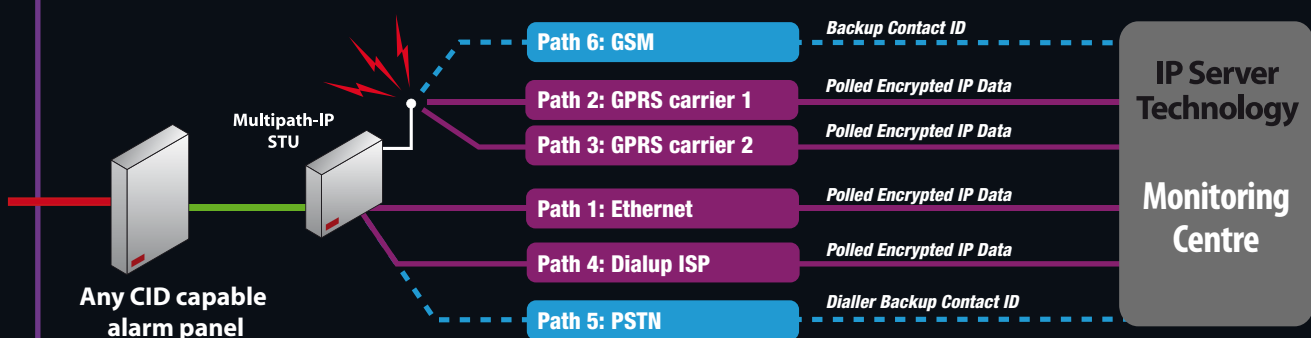 Path 6: GSM
Backup Contact ID
IP Server
Technology
Path 2: GPRS carrier 1
Polled Encrypted IP Data
Multipath-IP
STU
Path 3: GPRS carrier 2
Polled Encrypted IP Data
Path 1: Ethernet
Polled Encrypted IP Data
Monitoring
Centre
Path 4: Dialup ISP
Polled Encrypted IP Data
Any CID capable
alarm panel
Path 5: PSTN
Dialler Backup Contact ID